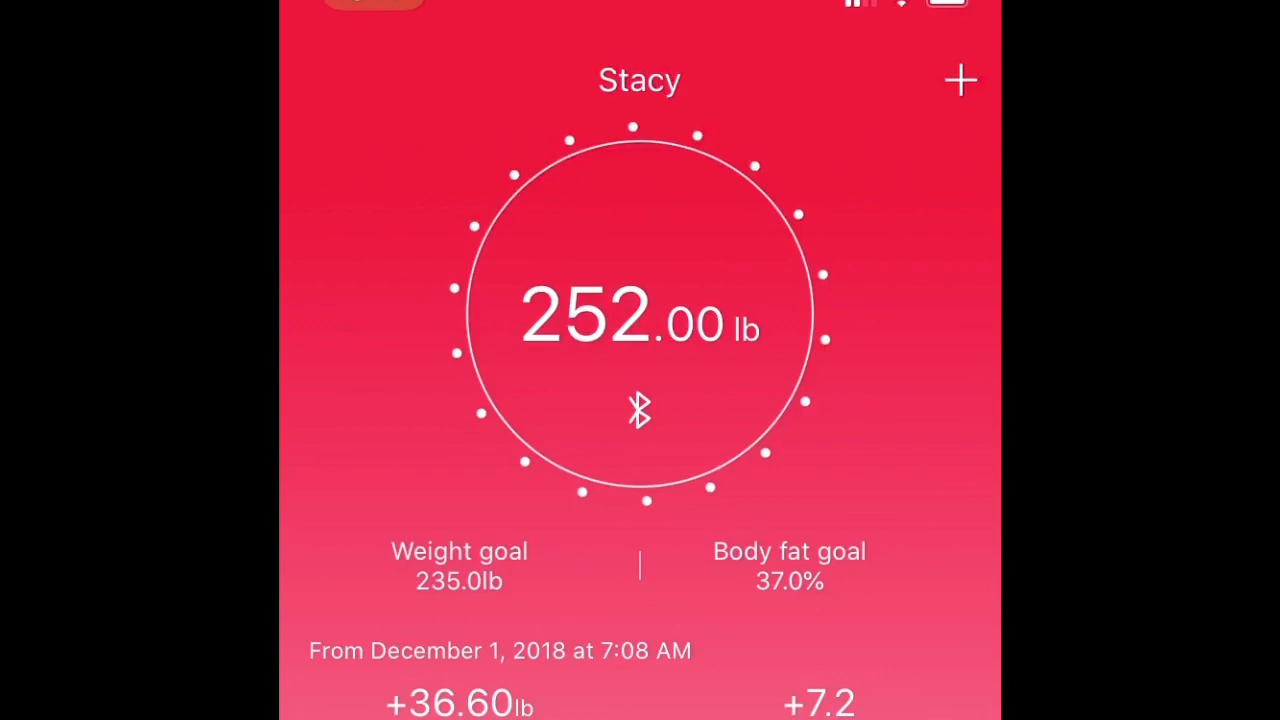 Stacy
252.00 lb
Weight goal
235.0lb
Body fat goal
37.0%
From December 1, 2018 at 7:08 AM
+36.60lb
+7.2